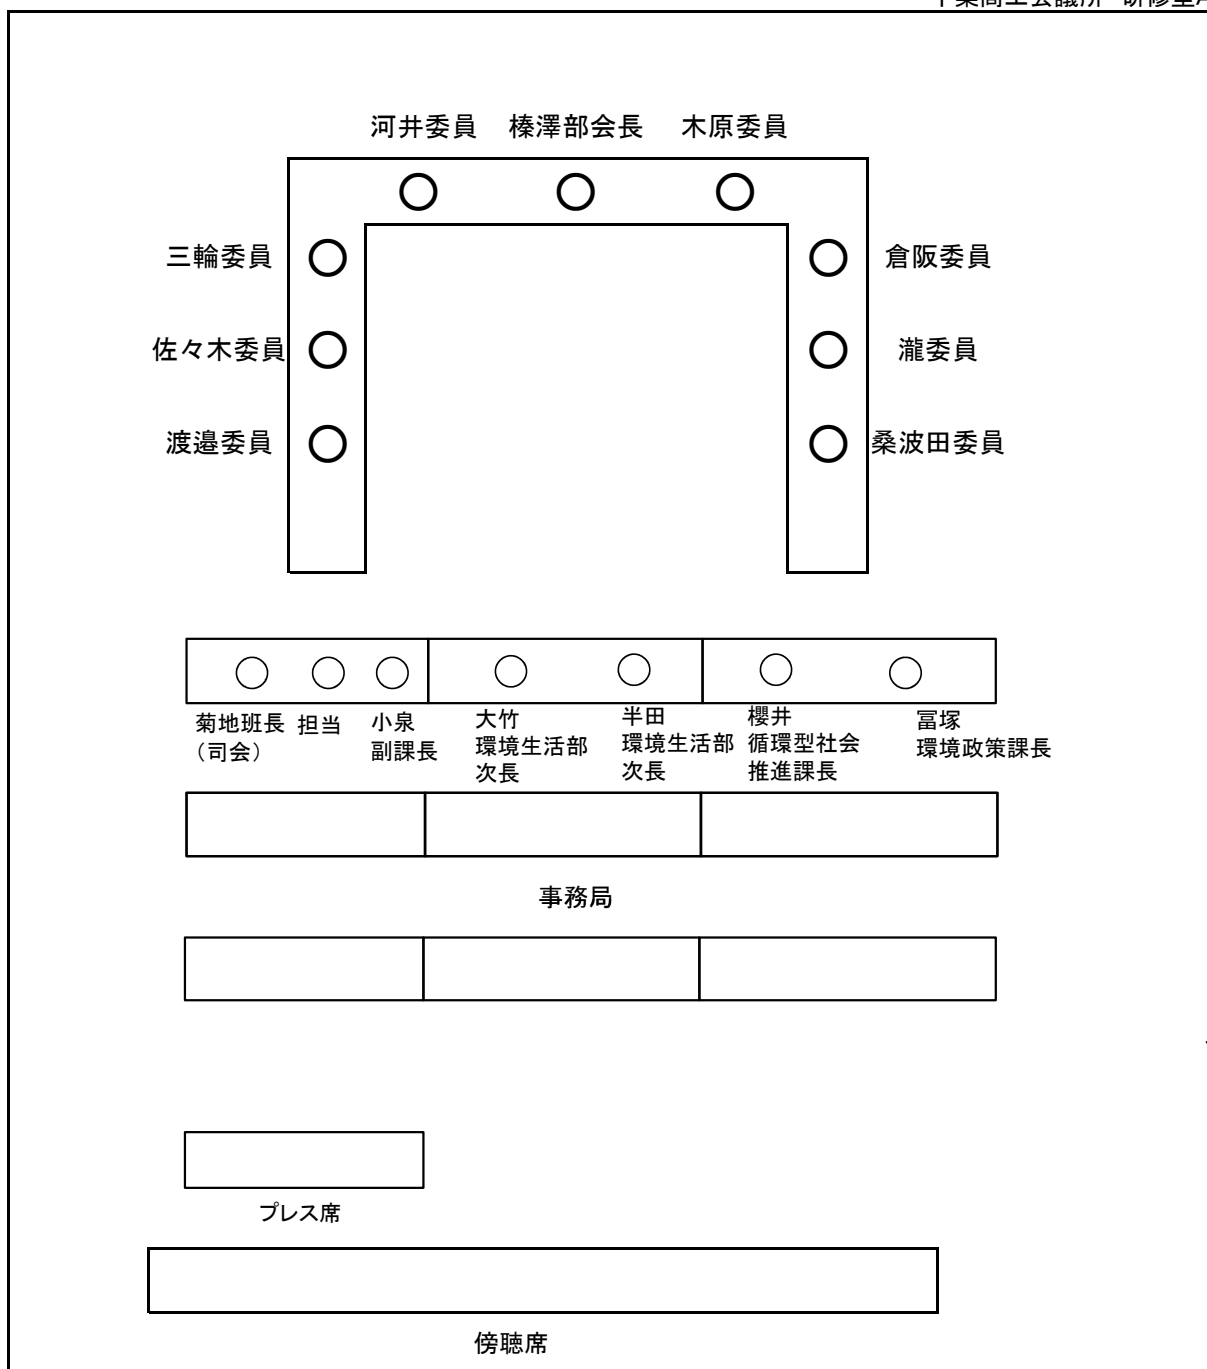 河井委員 榛澤部会長 木原委員
三輪委員 倉阪委員
佐々木委員 瀧委員
渡邉委員 桑波田委員
菊地班長
（司会）
担当
小泉
副課長
大竹
環境生活部
次長
半田
環境生活部
次長
櫻井
循環型社会
推進課長
冨塚
環境政策課長
事務局
プレス席
傍聴席